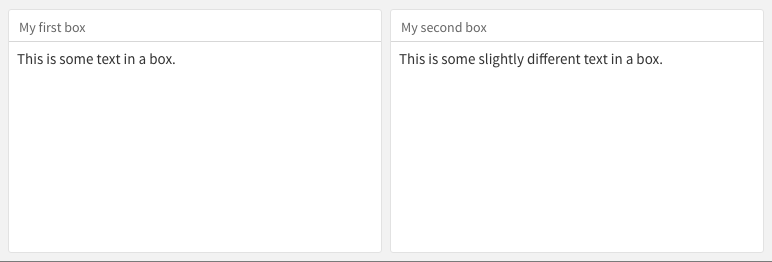 My first box
This is some text in a box.
My second box
This is some slightly different text in a box.